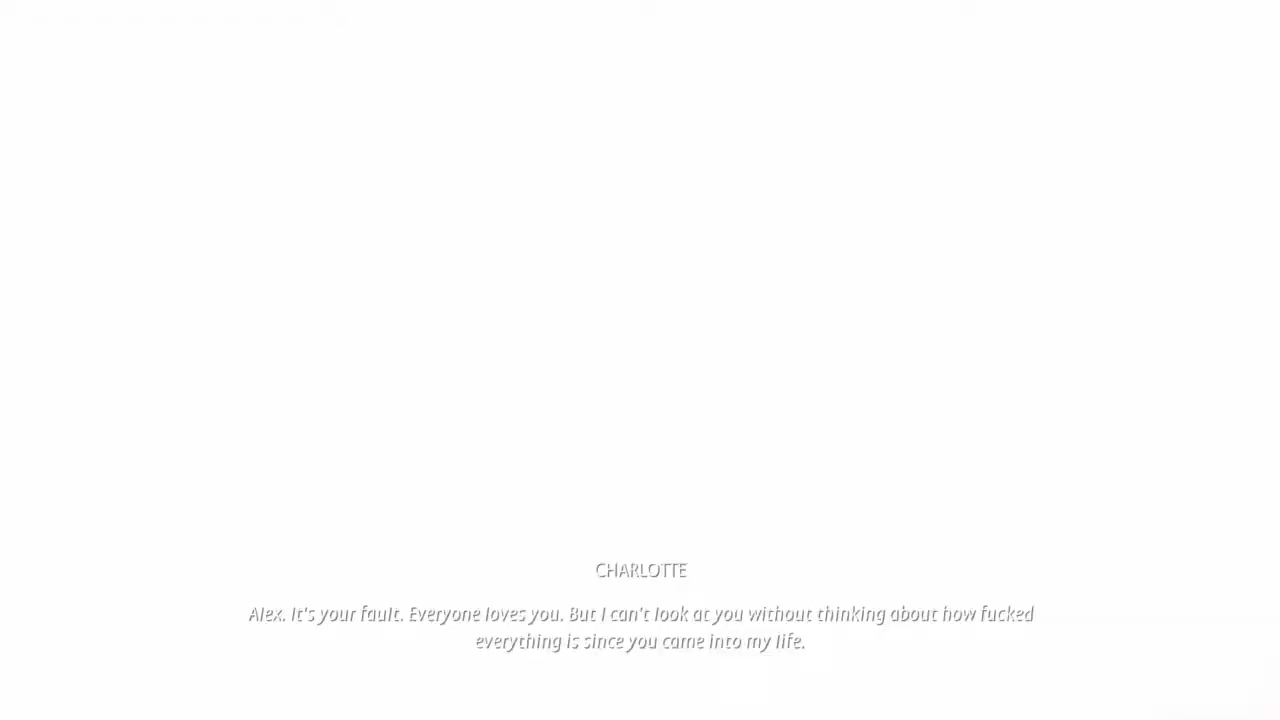 CHARLOTTE
Alex. It's your fault. Everyone loves you. But I can't look at you without thinking about how fucked
everything is since you came into my life.